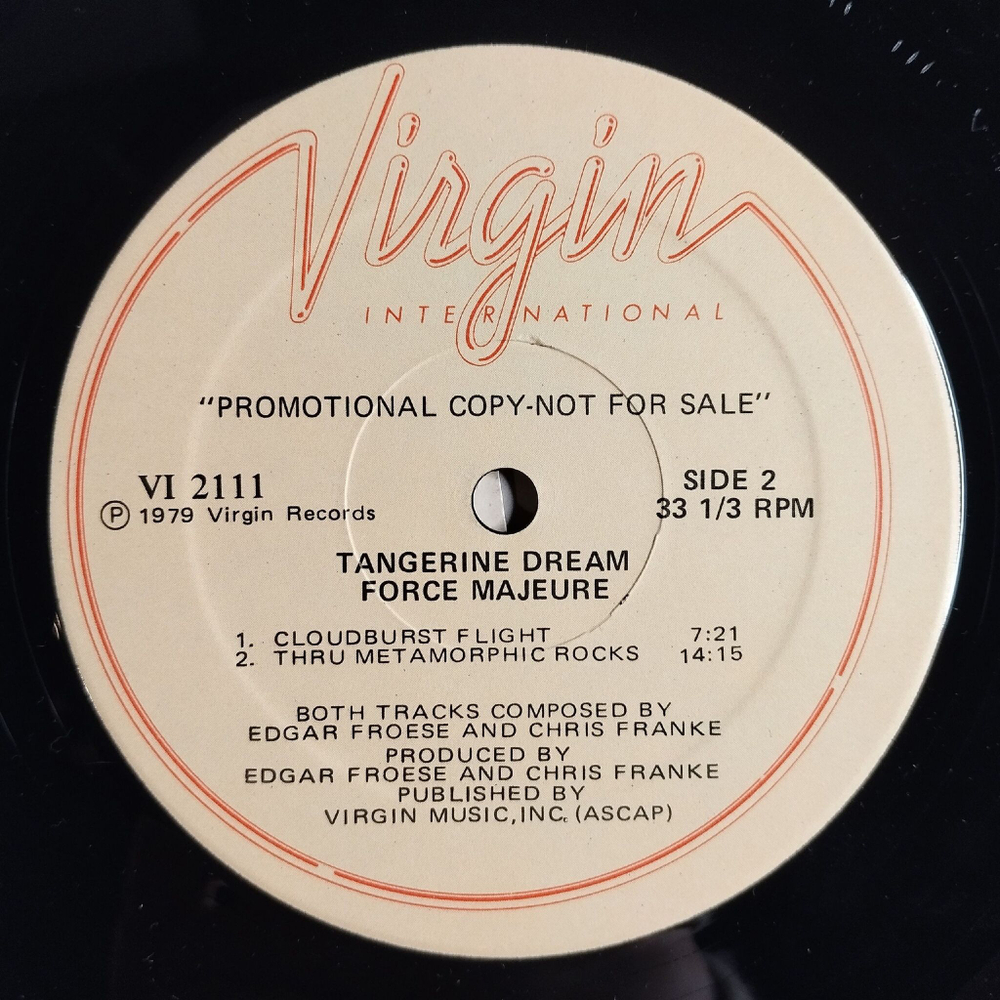 Virgin
INTERNATIONAL
"PROMOTIONAL COPY-NOT FOR SALE"
VI 2111
Ⓟ 1979 Virgin Records
SIDE 2
33 1/3 RPM
TANGERINE DREAM
FORCE MAJEURE
1. CLOUDBURST FLIGHT 7:21
2. THRU METAMORPHIC ROCKS 14:15
BOTH TRACKS COMPOSED BY
EDGAR FROESE AND CHRIS FRANKE
PRODUCED BY
EDGAR FROESE AND CHRIS FRANKE
PUBLISHED BY
VIRGIN MUSIC, INC. (ASCAP)